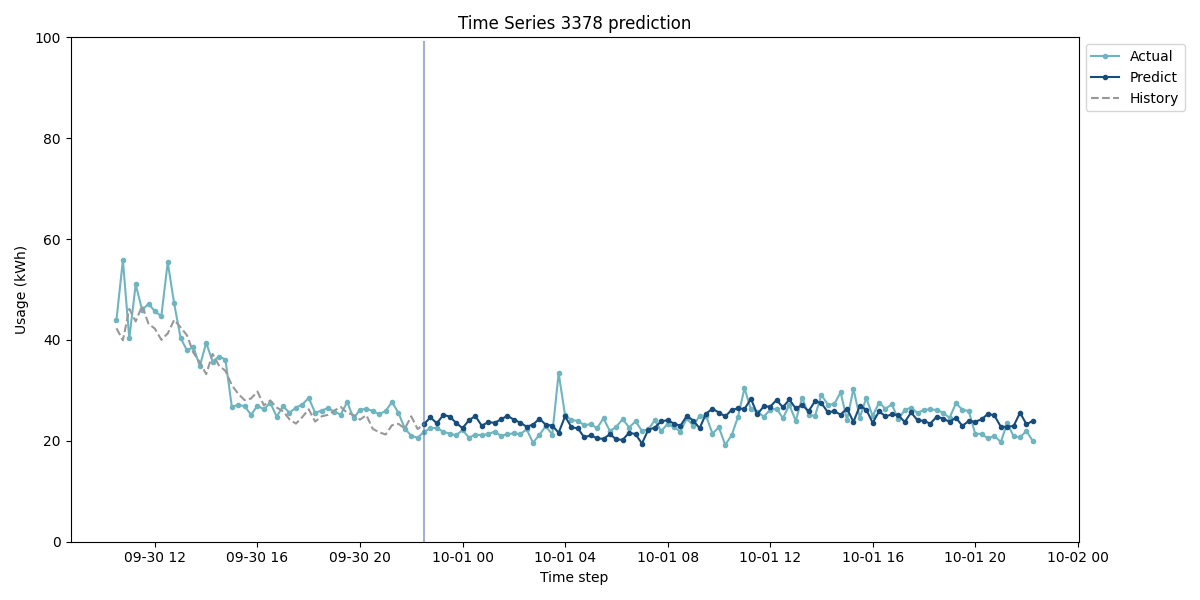 Time Series 3378 prediction
100
80
60
40
20
0
Usage (kWh)
09-30 12
09-30 16
09-30 20
10-01 00
10-01 04
10-01 08
10-01 12
10-01 16
10-01 20
10-02 00
Time step
Actual
Predict
History